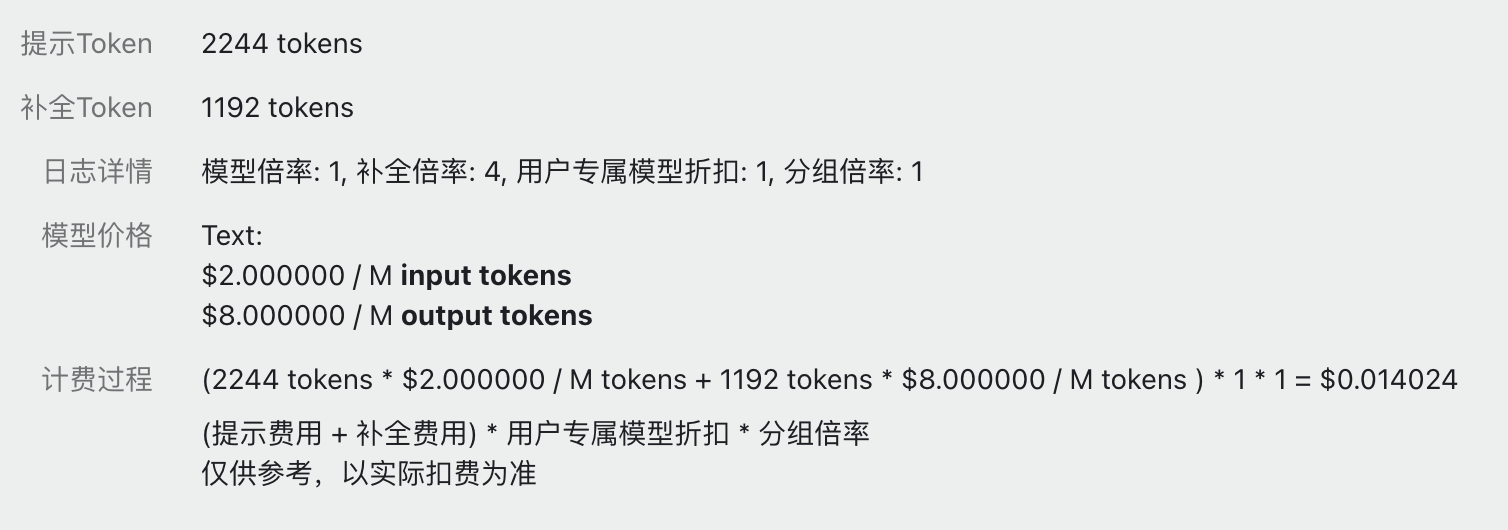 提示Token 2244 tokens
补全Token 1192 tokens
日志详情 模型倍率: 1, 补全倍率: 4, 用户专属模型折扣: 1, 分组倍率: 1
模型价格 Text:
$2.000000 / M input tokens
$8.000000 / M output tokens
计费过程 (2244 tokens * $2.000000 / M tokens + 1192 tokens * $8.000000 / M tokens ) * 1 * 1 = $0.014024
(提示费用 + 补全费用) * 用户专属模型折扣 * 分组倍率
仅供参考，以实际扣费为准